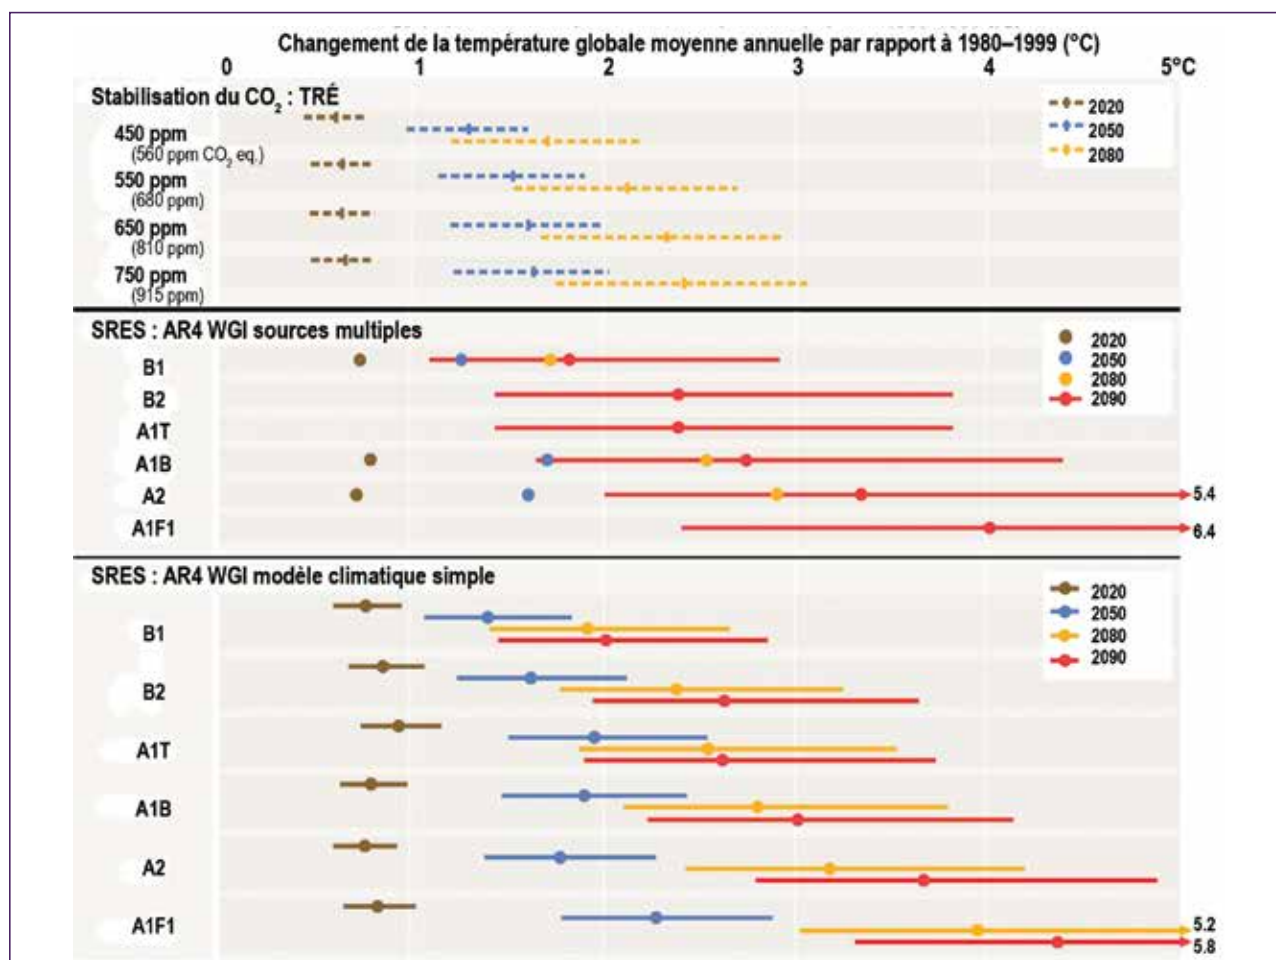 Changement de la température globale moyenne annuelle par rapport à 1980–1999 (°C)
0 1 2 3 4 5°C
Stabilisation du CO₂ : TRÉ
450 ppm
(560 ppm CO₂ eq.)
550 ppm
(680 ppm)
650 ppm
(810 ppm)
750 ppm
(915 ppm)
2020
2050
2080
SRES : AR4 WGI sources multiples
B1
B2
A1T
A1B
A2
A1F1
2020
2050
2080
2090
5.4
6.4
SRES : AR4 WGI modèle climatique simple
B1
B2
A1T
A1B
A2
A1F1
2020
2050
2080
2090
5.2
5.8